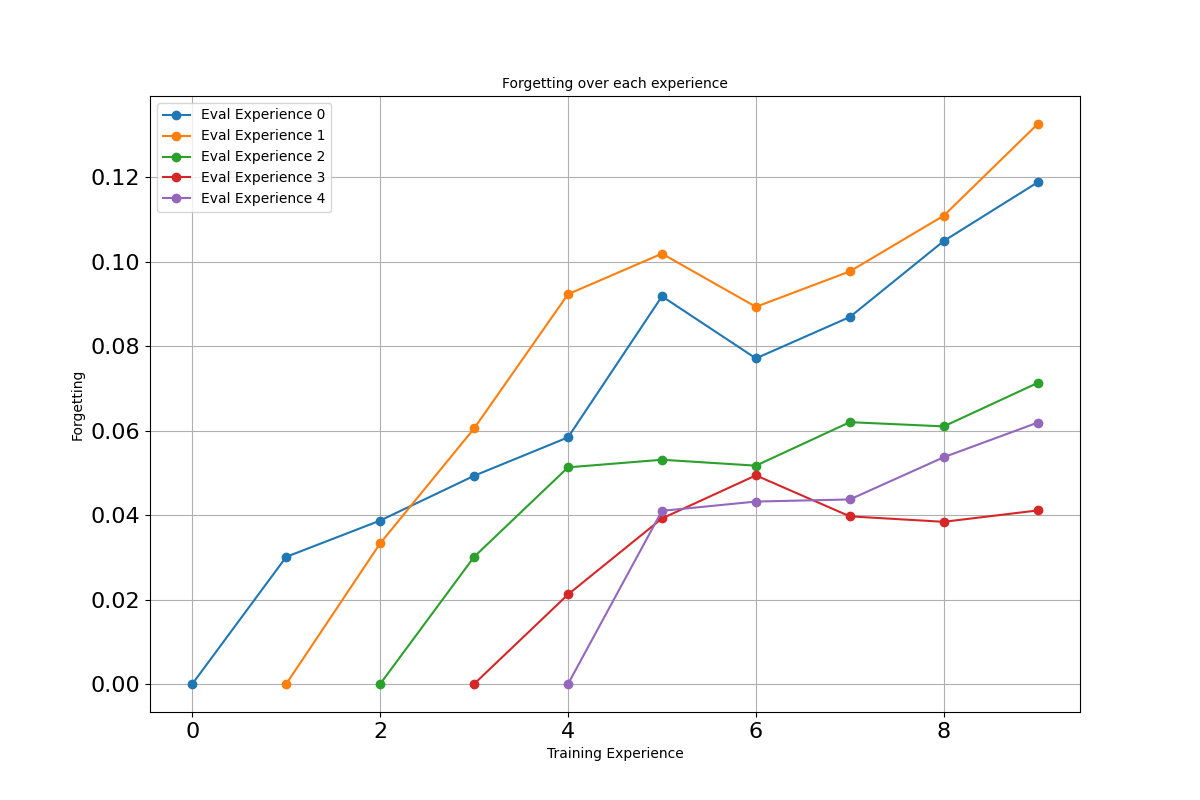 Forgetting over each experience
Eval Experience 0
Eval Experience 1
Eval Experience 2
Eval Experience 3
Eval Experience 4
0.12
0.10
0.08
0.06
0.04
0.02
0.00
Forgetting
0 2 4 6 8
Training Experience